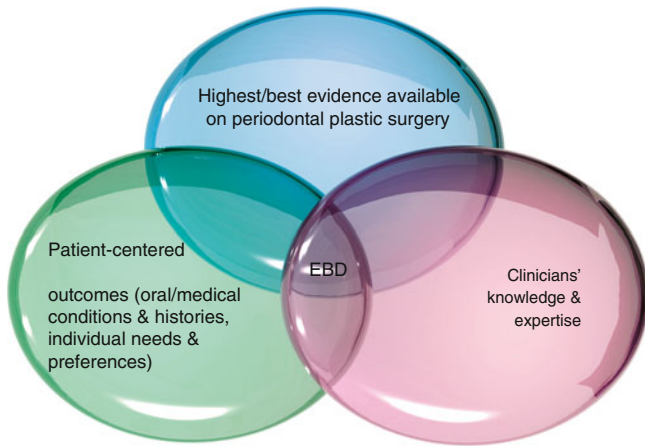 Highest/best evidence available
on periodontal plastic surgery
Patient-centered
outcomes (oral/medical
conditions & histories,
individual needs &
preferences)
EBD
Clinicians'
knowledge &
expertise